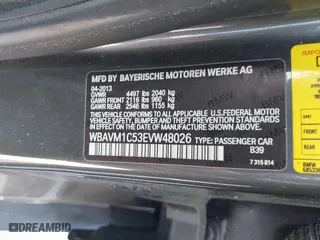 MFD BY BAYERISCHE MOTOREN WERKE AG
04-2013
GVWR 4497 lbs 2040 kg
GAWR FRONT 2116 lbs 960 kg
GAWR REAR 2546 lbs 1155 kg
THIS VEHICLE CONFORMS TO ALL APPLICABLE
U.S. FEDERAL MOTOR VEHICLE SAFETY, BUMPER,
AND THEFT PREVENTION STANDARDS IN EFFECT
ON THE DATE OF MANUFACTURE SHOWN ABOVE.
WBAVM1C53EVW48026 TYPE: PASSENGER CAR
B39
7 315 814
BMW